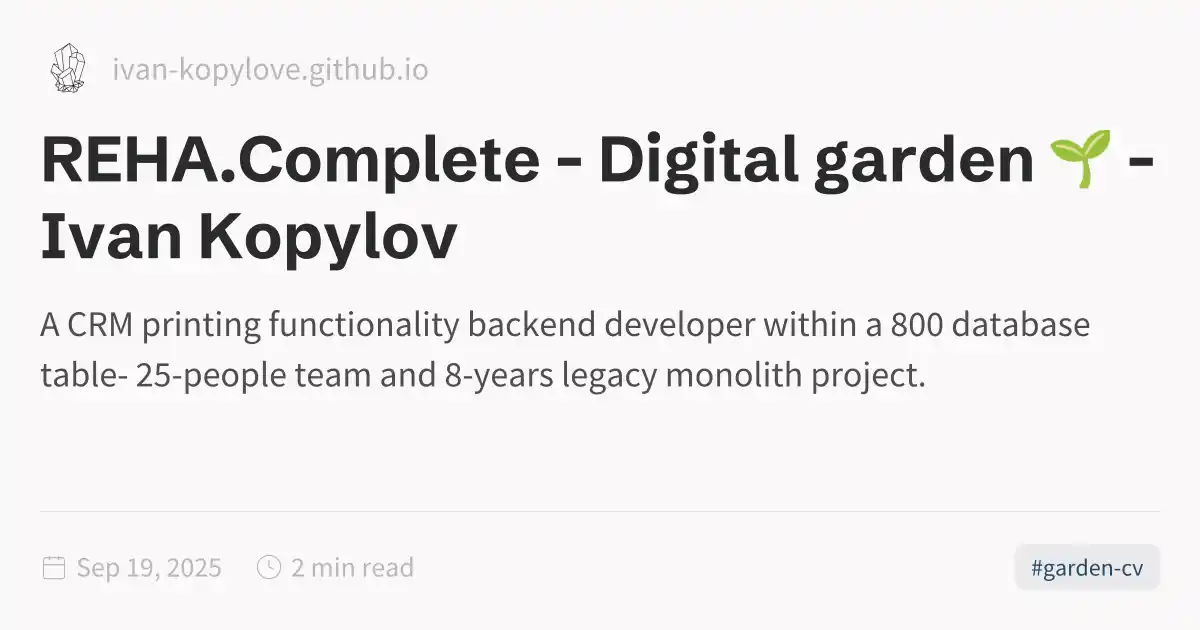 ivan-kopylove.github.io
REHA.Complete - Digital garden 🌱 -
Ivan Kopylov
A CRM printing functionality backend developer within a 800 database
table- 25-people team and 8-years legacy monolith project.
Sep 19, 2025
2 min read
#garden-cv